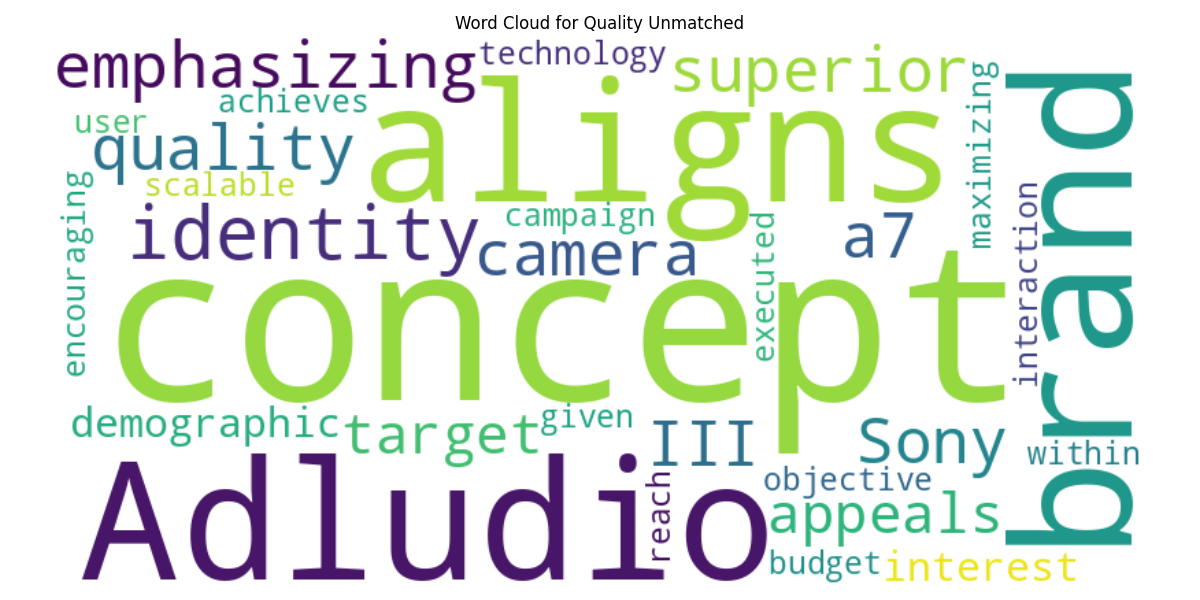 Word Cloud for Quality Unmatched
emphasizing
technology
superior
achieves
aligns
maximizing
brand
user
quality
scalable
encouraging
identity
campaign
camera
executed
a7
interaction
concept
demographic
target
given
III
Sony
within
Adludio
reach
objective
appeals
budget
interest